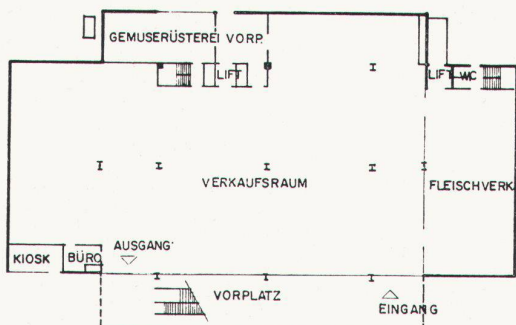 GEMUSERÜSTEREI VORP.
LIFT
LIFT WC
VERKAUFSRAUM
FLEISCHVERK.
AUSGANG
KIOSK
BÜRO
VORPLATZ
EINGANG